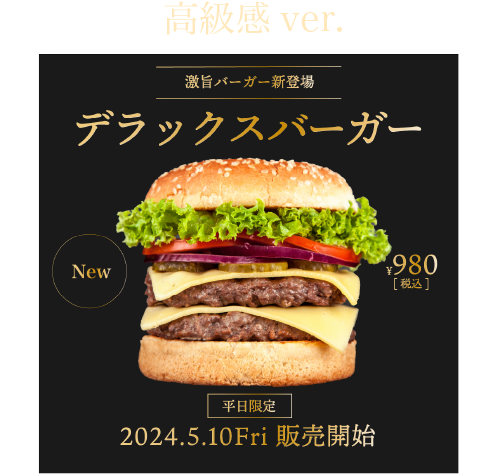 高級感 ver.
激旨バーガー新登場
デラックスバーガー
New
¥980
[税込]
平日限定
2024.5.10Fri 販売開始